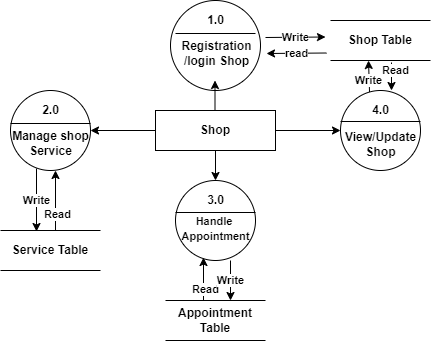 1.0
Registration
/login Shop
Write
read
Shop Table
Write
Read
2.0
Manage shop
Service
Shop
4.0
View/Update
Shop
Write
Read
Service Table
3.0
Handle
Appointment
Read
Write
Appointment
Table